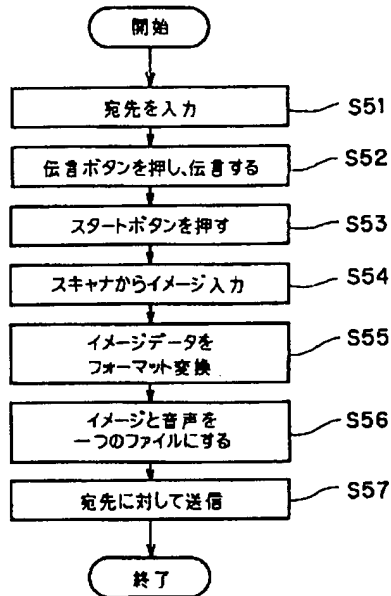 開始
宛先を入力 S51
伝言ボタンを押し、伝言する S52
スタートボタンを押す S53
スキャナからイメージ入力 S54
イメージデータを
フォーマット変換 S55
イメージと音声を
一つのファイルにする S56
宛先に対して送信 S57
終了